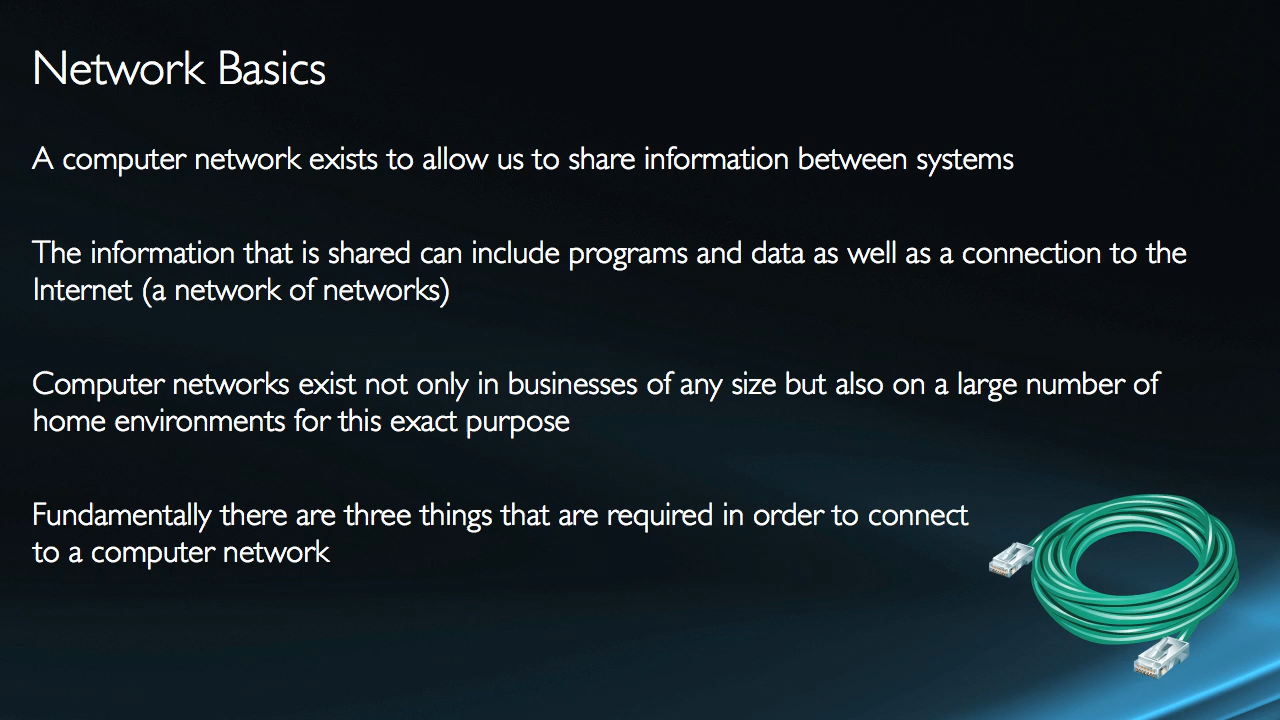 Network Basics
A computer network exists to allow us to share information between systems
The information that is shared can include programs and data as well as a connection to the
Internet (a network of networks)
Computer networks exist not only in businesses of any size but also on a large number of
home environments for this exact purpose
Fundamentally there are three things that are required in order to connect
to a computer network